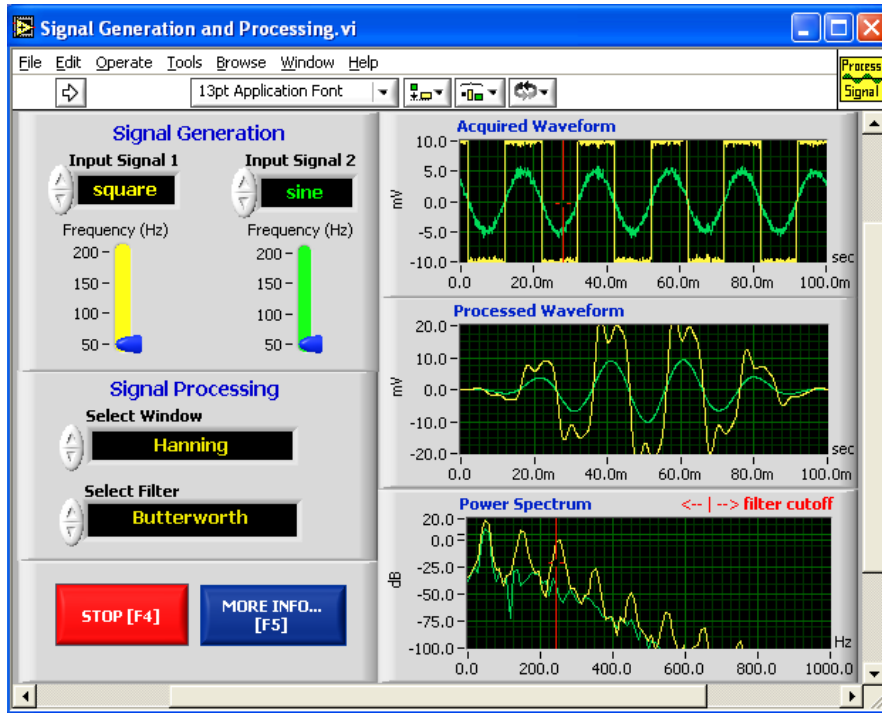 Signal Generation and Processing.vi
File Edit Operate Tools Browse Window Help
13pt Application Font
Process
Signal
Signal Generation
Input Signal 1
Input Signal 2
square
sine
Frequency (Hz)
Frequency (Hz)
200
150
100
50
200
150
100
50
Signal Processing
Select Window
Hanning
Select Filter
Butterworth
STOP [F4]
MORE INFO...
[F5]
Acquired Waveform
10.0
5.0
0.0
-5.0
-10.0
mV
sec
0.0 20.0m 40.0m 60.0m 80.0m 100.0m
Processed Waveform
20.0
10.0
0.0
-10.0
-20.0
mV
sec
0.0 20.0m 40.0m 60.0m 80.0m 100.0m
Power Spectrum
<-- | --> filter cutoff
20.0
0.0
-25.0
-50.0
-75.0
-100.0
dB
Hz
0.0 200.0 400.0 600.0 800.0 1000.0